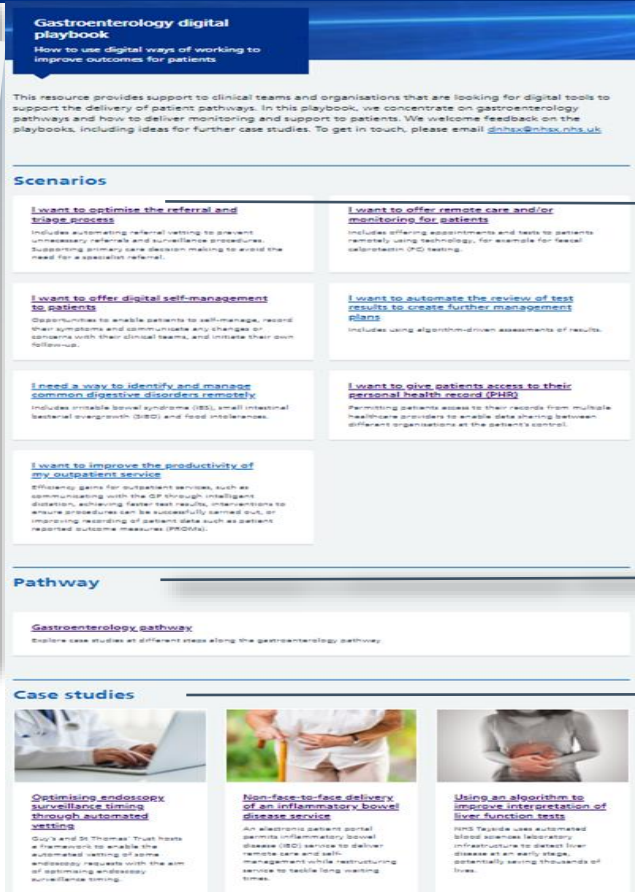 Gastroenterology digital
playbook
How to use digital ways of working to
improve outcomes for patients
This resource provides support to clinical teams and organisations that are looking for digital tools to
support the delivery of patient pathways. In this playbook, we concentrate on gastroenterology
pathways and how to deliver monitoring and support to patients. We welcome feedback on the
playbooks, including ideas for further case studies. To get in touch, please email dnhsx@nhsx.nhs.uk
Scenarios
I want to optimise the referral and
triage process
Includes automating referral vetting to prevent
unnecessary referrals and surveillance procedures.
Supporting primary care decision making to avoid the
need for a specialist referral.
I want to offer remote care and/or
monitoring for patients
Includes offering appointments and tests to patients
remotely using technology, for example for faecal
calprotectin (FC) testing.
I want to offer digital self-management
to patients
Opportunities to enable patients to self-manage, record
their symptoms and communicate any changes or
concerns with their clinical teams, and initiate their own
follow-up.
I want to automate the review of test
results to create further management
plans
Includes using algorithm-driven assessments of results.
I need a way to identify and manage
common digestive disorders remotely
Includes irritable bowel syndrome (IBS), small intestinal
bacterial overgrowth (SIBO) and food intolerences.
I want to give patients access to their
personal health record (PHR)
Permitting patients access to their records from multiple
healthcare providers to enable data sharing between
different organisations at the patient's control.
I want to improve the productivity of
my outpatient service
Efficiency gains for outpatient services, such as
communicating with the GP through intelligent
dictation, achieving faster test results, interventions to
ensure procedures can be successfully carried out, or
improving recording of patient data such as patient
reported outcome measures (PROMs).
Pathway
Gastroenterology pathway
Explore case studies at different steps along the gastroenterology pathway
Case studies
Optimising endoscopy
surveillance timing
through automated
vetting
Guy's and St Thomas' Trust hosts
a framework to enable the
automated vetting of some
endoscopy requests with the aim
of optimising endoscopy
surveillance timing.
Non-face-to-face delivery
of an inflammatory bowel
disease service
An electronic patient portal
permits inflammatory bowel
disease (IBD) service to deliver
remote care and self-
management while restructuring
service to tackle long waiting
times.
Using an algorithm to
improve interpretation of
liver function tests
NHS Tayside uses automated
blood sciences laboratory
infrastructure to detect liver
disease at an early stage,
potentially saving thousands of
lives.